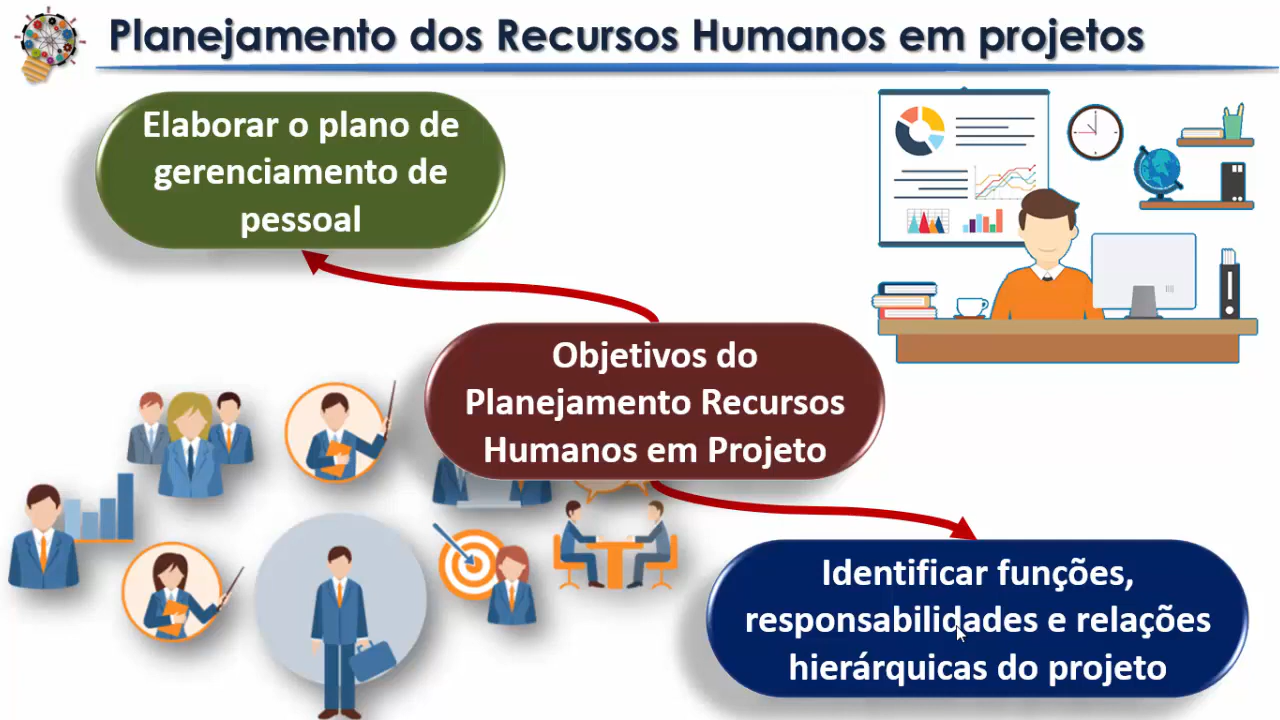 Planejamento dos Recursos Humanos em projetos
Elaborar o plano de
gerenciamento de
pessoal
Objetivos do
Planejamento Recursos
Humanos em Projeto
Identificar funções,
responsabilidades e relações
hierárquicas do projeto